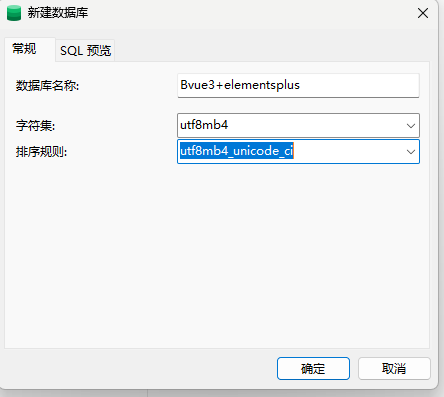 新建数据库
常规
SQL 预览
数据库名称:
Bvue3+elementsplus
字符集:
utf8mb4
排序规则:
utf8mb4_unicode_ci
确定
取消